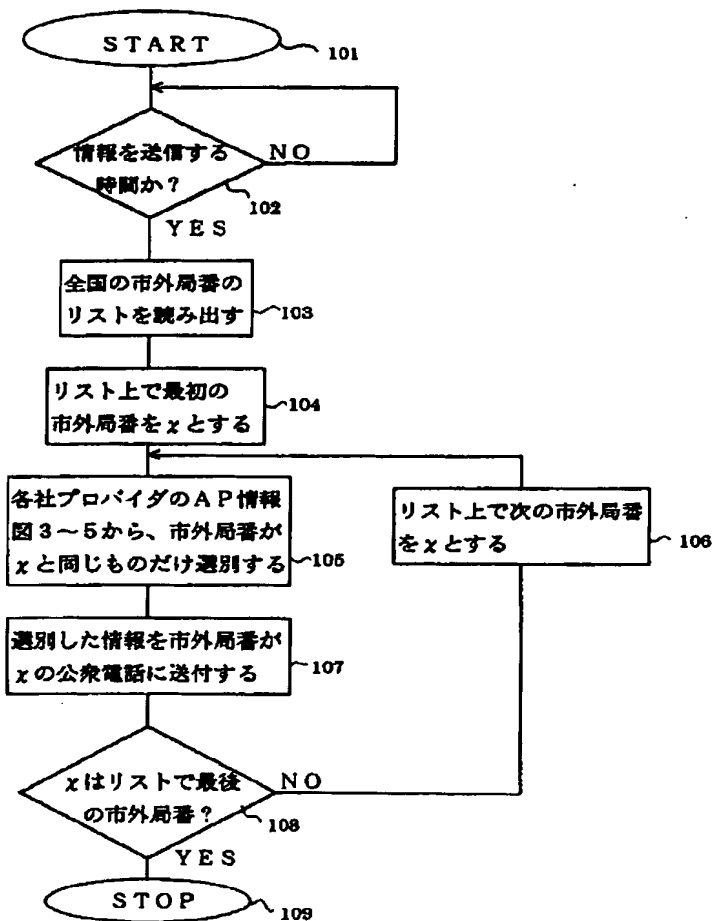 START
101
情報を送信する
時間か?
NO
102
YES
全国の市外局番の
リストを読み出す
103
リスト上で最初の
市外局番をχとする
104
各社プロバイダのAP情報
図3~5から、市外局番が
χと同じものだけ選別する
105
リスト上で次の市外局番
をχとする
106
選別した情報を市外局番が
χの公衆電話に送付する
107
χはリストで最後
の市外局番?
NO
108
YES
STOP
109